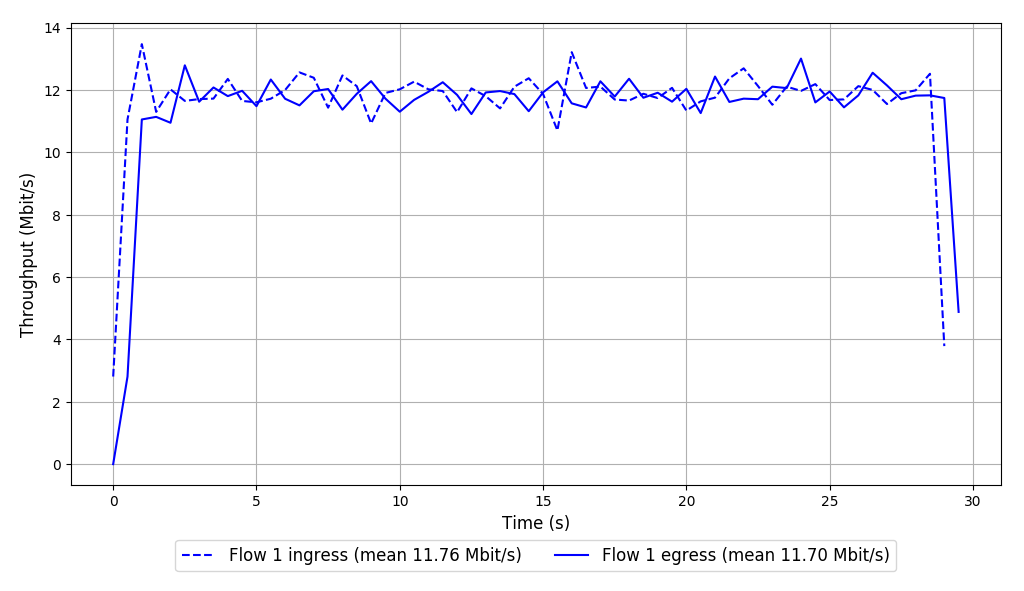 14
12
10
8
6
4
2
0
Throughput (Mbit/s)
0 5 10 15 20 25 30
Time (s)
Flow 1 ingress (mean 11.76 Mbit/s) Flow 1 egress (mean 11.70 Mbit/s)